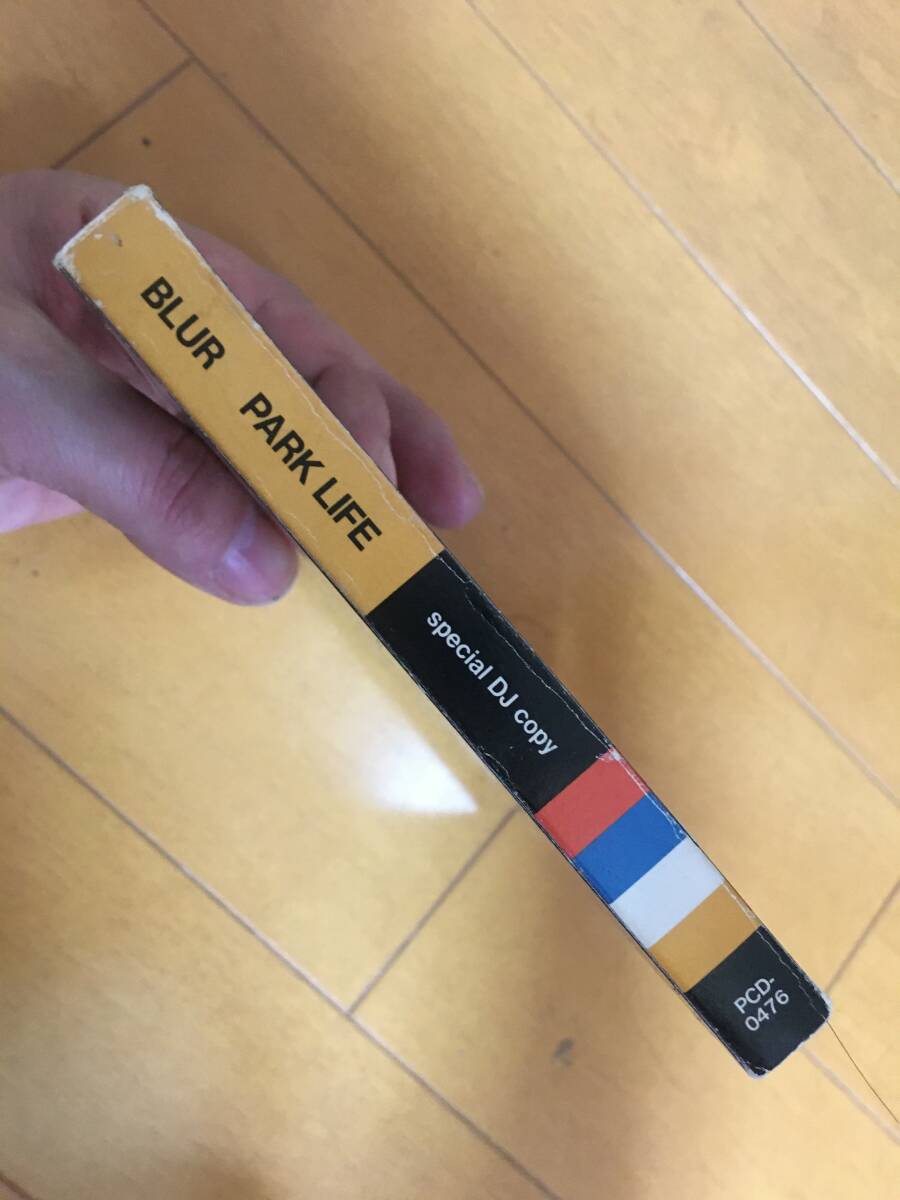 BLUR PARK LIFE
special DJ copy
PCD-
0476